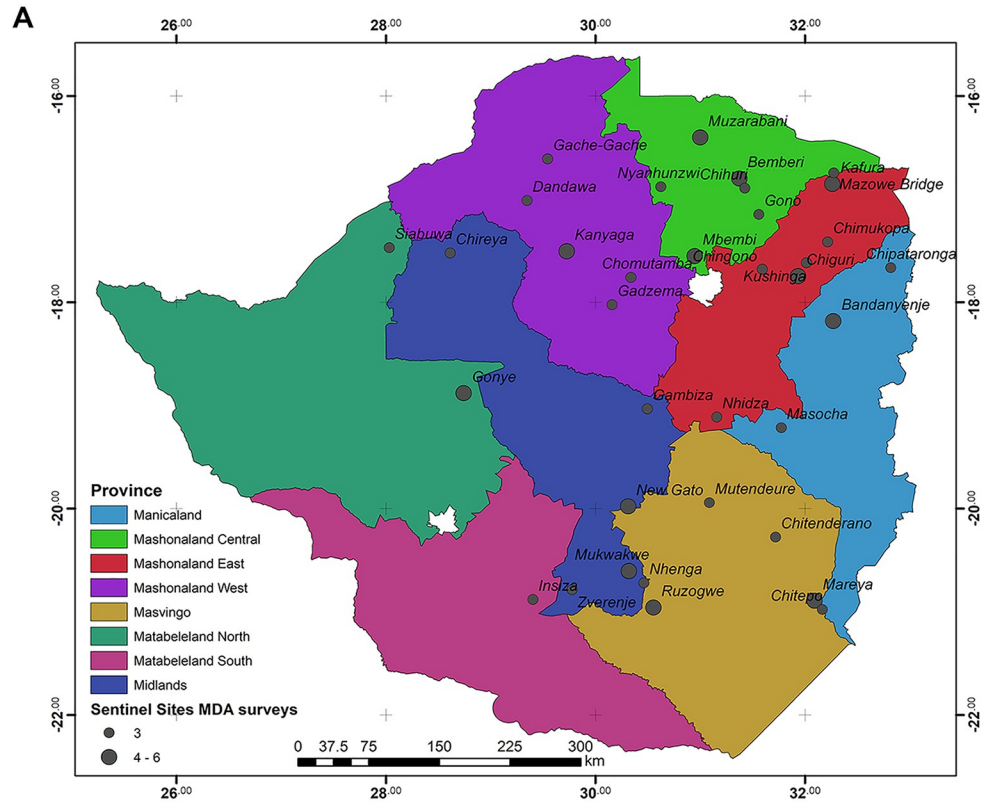 A
26:00 28:00 30:00 32:00
-16:00 -16:00
Muzarabani
Gache-Gache
Bemberi
Nyanhunzwi Chihuri Kafura
Dandawa Mazowe Bridge
Gono
Siabuwa Chireya Kanyaga Mbembi Chimukopa
Chomutamba Chingono Chiguri Chipataronga
Kushinga
Gadzema
-18:00 -18:00
Bandanyenje
Gonye
Gambiza Nhidza
Masocha
New Gato Mutendeure
-20:00 -20:00
Chitenderano
Mukwakwe
Nhenga
Insiza Ruzogwe Chitepo Mareya
Zverenje
-22:00 -22:00
Province
Manicaland
Mashonaland Central
Mashonaland East
Mashonaland West
Masvingo
Matabeleland North
Matabeleland South
Midlands
Sentinel Sites MDA surveys
3
4 - 6
0 37.5 75 150 225 300
km
26:00 28:00 30:00 32:00